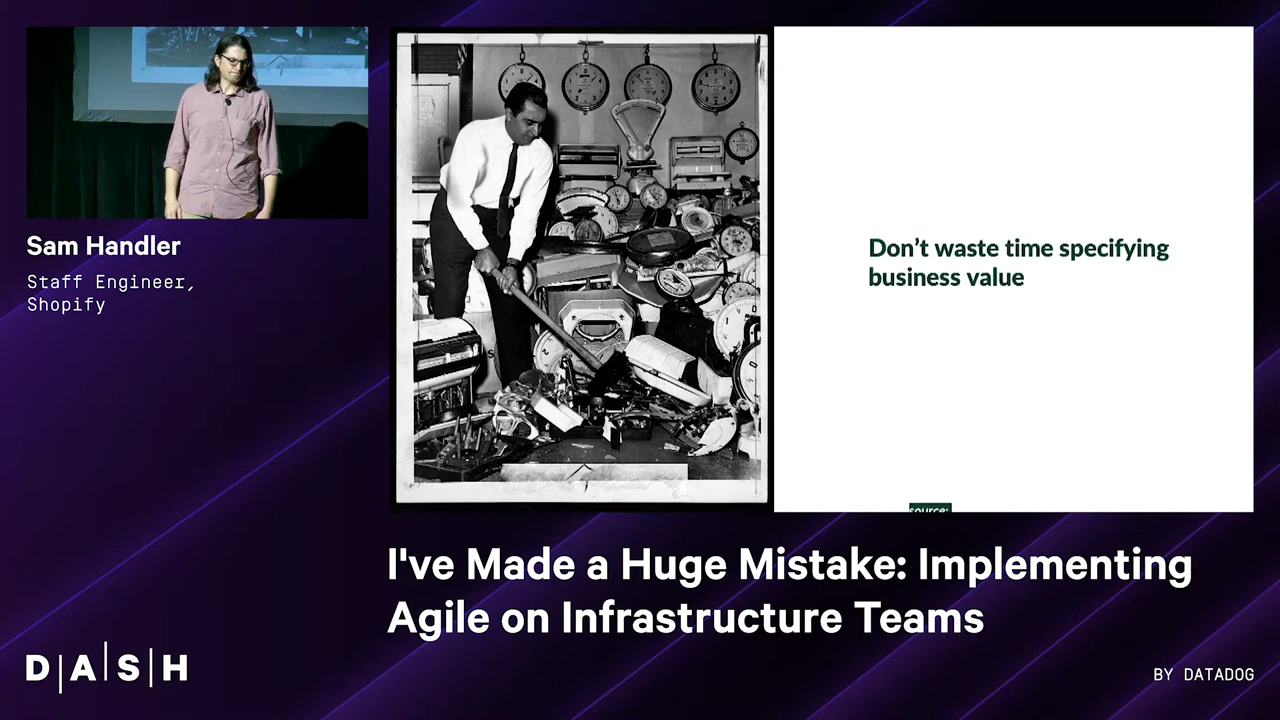 Sam Handler
Staff Engineer,
Shopify
Don't waste time specifying
business value
source:
I've Made a Huge Mistake: Implementing
Agile on Infrastructure Teams
D|A|S|H
BY DATADOG